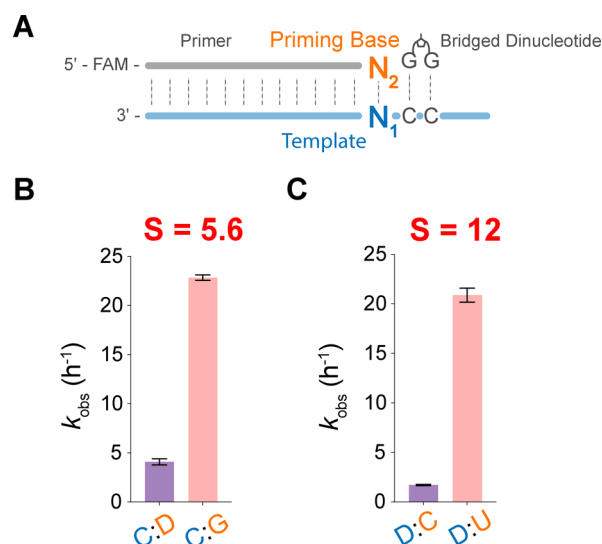 A
Primer
Priming Base
Bridged Dinucleotide
5' - FAM
N2
G G
3' -
N1
C C
Template
B
S = 5.6
25
20
15
10
5
0
kobs (h-1)
C:D
C:G
C
S = 12
25
20
15
10
5
0
kobs (h-1)
D:C
D:U